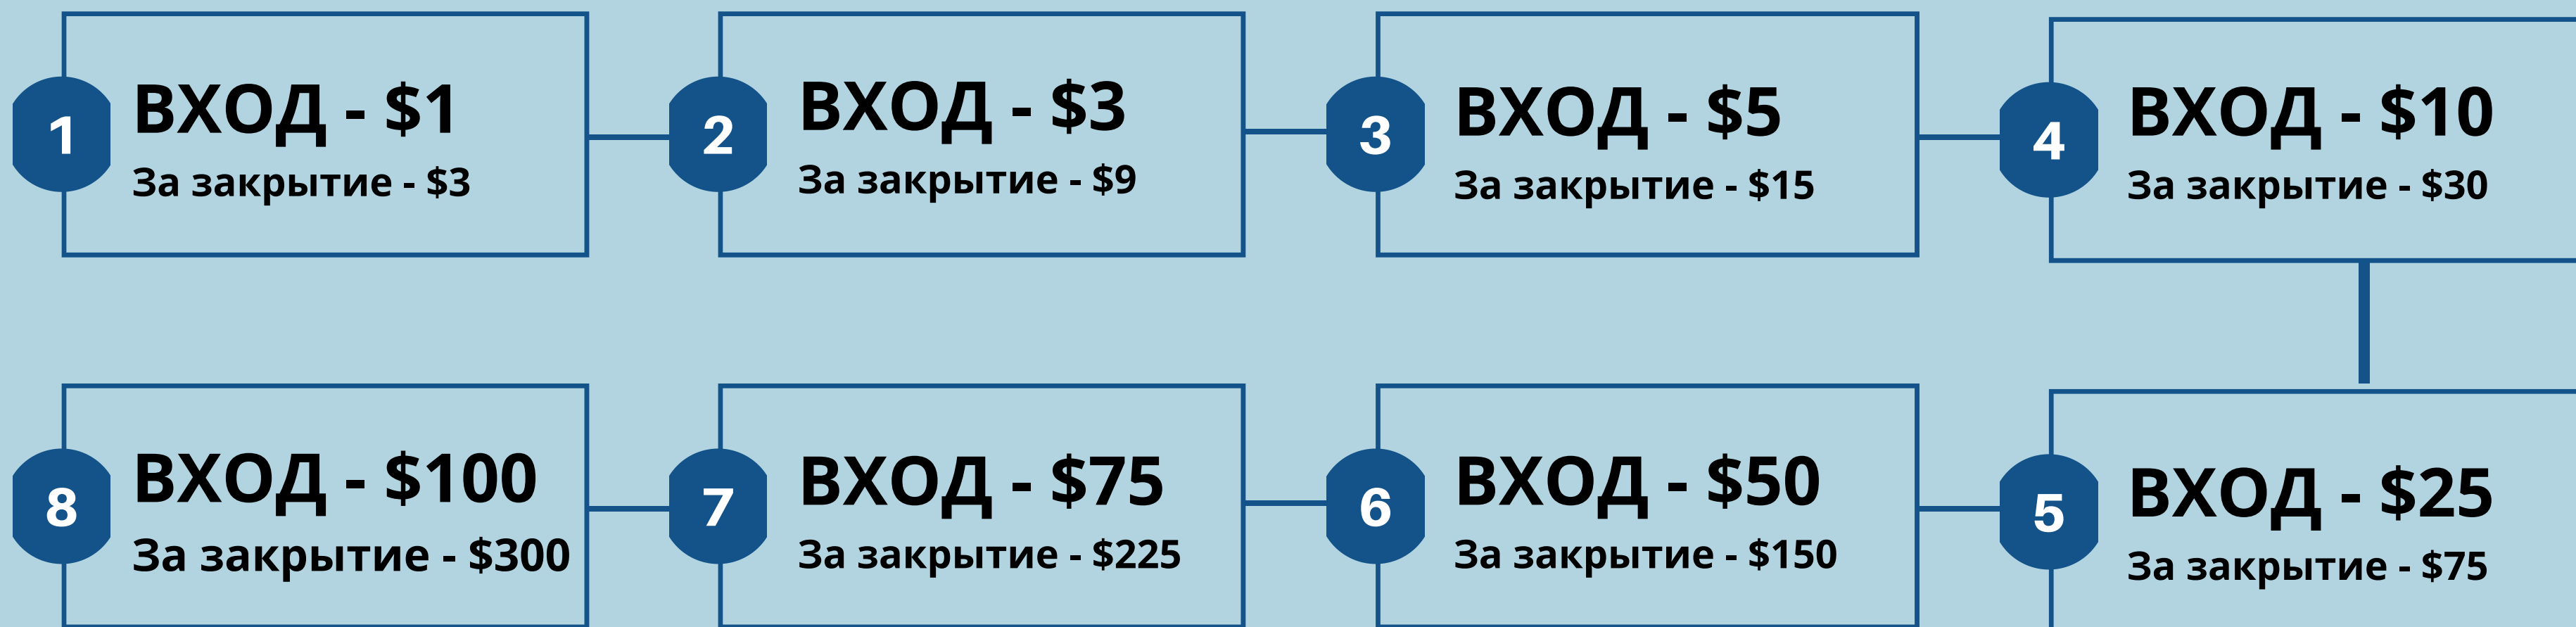 1
ВХОД - $1
За закрытие - $3
2
ВХОД - $3
За закрытие - $9
3
ВХОД - $5
За закрытие - $15
4
ВХОД - $10
За закрытие - $30
5
ВХОД - $25
За закрытие - $75
6
ВХОД - $50
За закрытие - $150
7
ВХОД - $75
За закрытие - $225
8
ВХОД - $100
За закрытие - $300